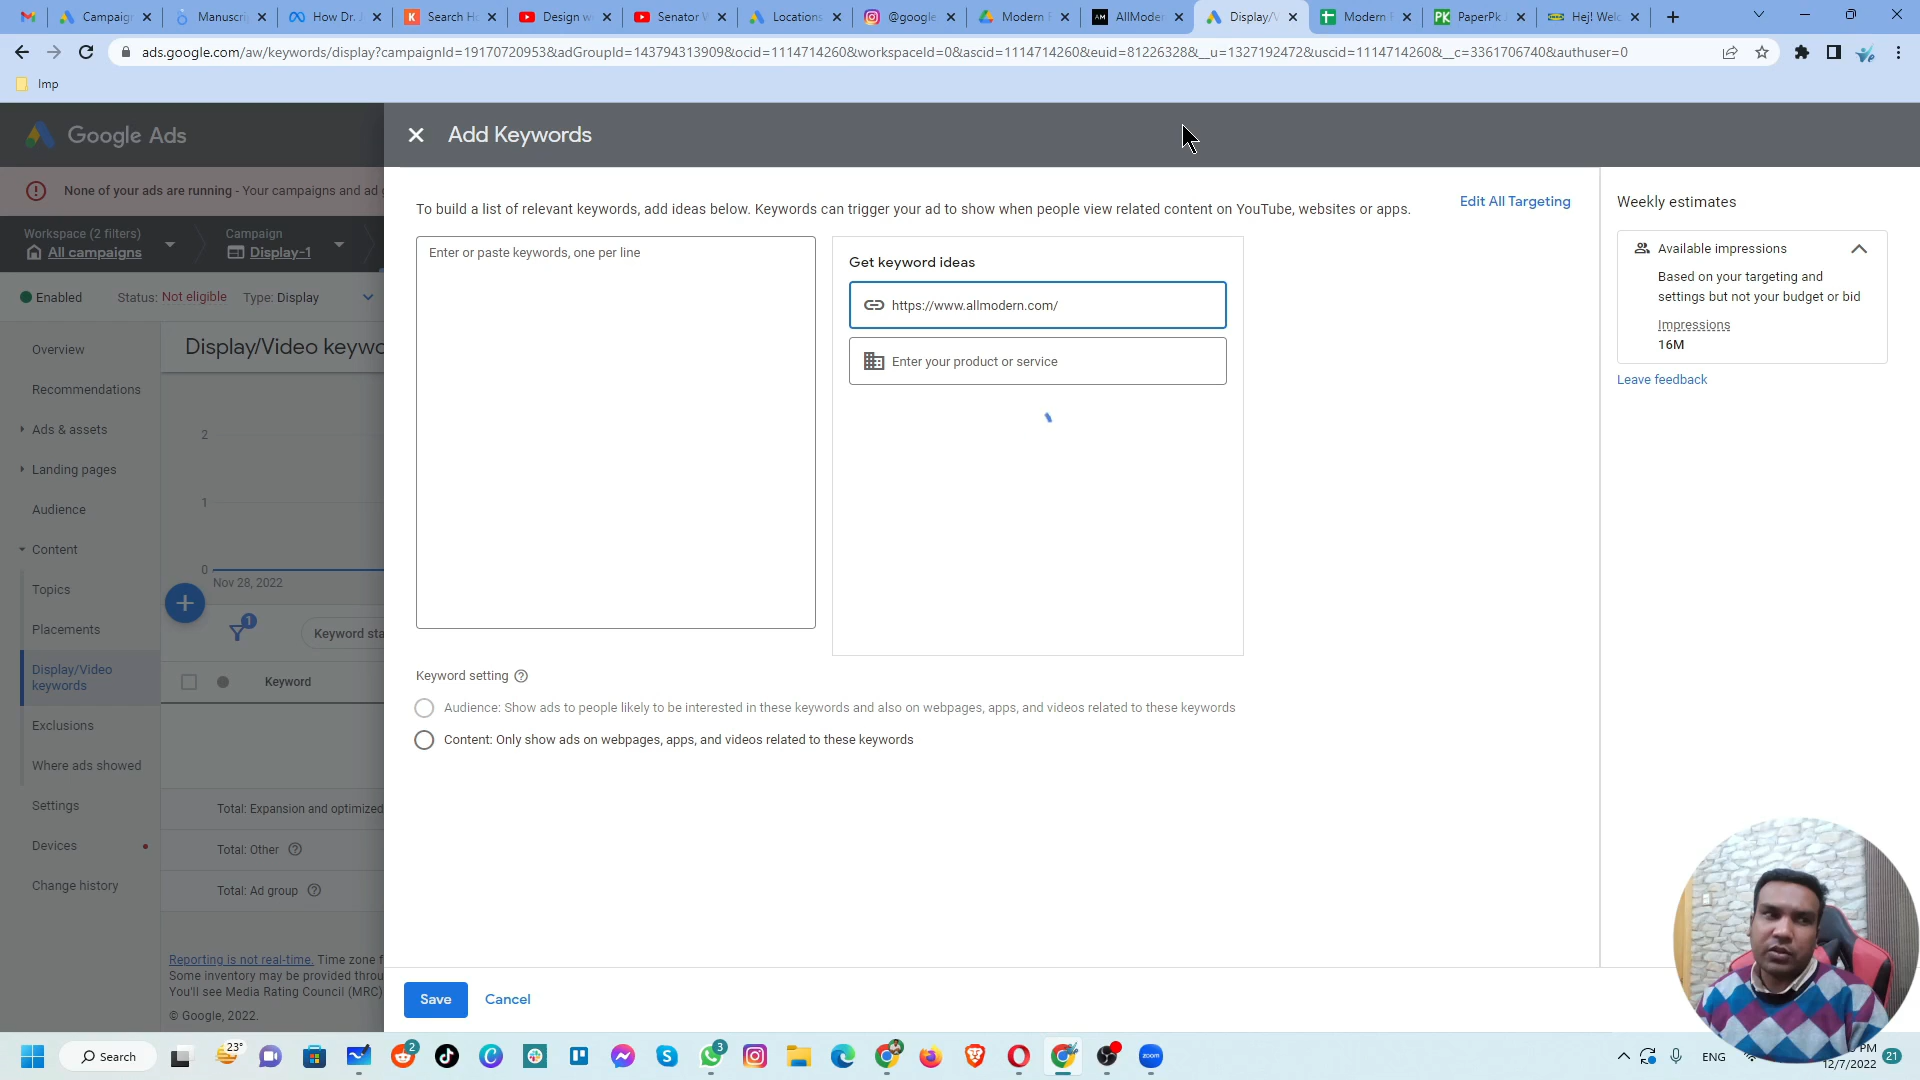 Campaign
Manuscri
How Dr. J
Search Ho
Design w
Senator W
Locations
@google
Modern F
AllModer
Display/V
Modern F
PaperPk J
Hej! Welc
ads.google.com/aw/keywords/display?campaignId=19170720953&adGroupId=143794313909&ocid=1114714260&workspaceId=0&ascid=1114714260&euid=81226328&__u=1327192472&uscid=1114714260&__c=3361706740&authuser=0
Imp
Google Ads
Add Keywords
None of your ads are running - Your campaigns and ad g
To build a list of relevant keywords, add ideas below. Keywords can trigger your ad to show when people view related content on YouTube, websites or apps.
Edit All Targeting
Weekly estimates
Workspace (2 filters)
All campaigns
Campaign
Display-1
Enter or paste keywords, one per line
Get keyword ideas
https://www.allmodern.com/
Enter your product or service
Available impressions
Based on your targeting and
settings but not your budget or bid
Impressions
16M
Leave feedback
Enabled
Status: Not eligible
Type: Display
Overview
Recommendations
Ads & assets
Landing pages
Audience
Content
Topics
Placements
Display/Video
keywords
Exclusions
Where ads showed
Settings
Devices
Change history
Display/Video keywo
2
1
0
Nov 28, 2022
1
Keyword sta
Keyword
Total: Expansion and optimized
Total: Other
Total: Ad group
Reporting is not real-time. Time zone f
Some inventory may be provided throu
You'll see Media Rating Council (MRC)
© Google, 2022.
Keyword setting
Audience: Show ads to people likely to be interested in these keywords and also on webpages, apps, and videos related to these keywords
Content: Only show ads on webpages, apps, and videos related to these keywords
Save
Cancel
Search
23°
2
3
zoom
ENG
PM
12/7/2022
21